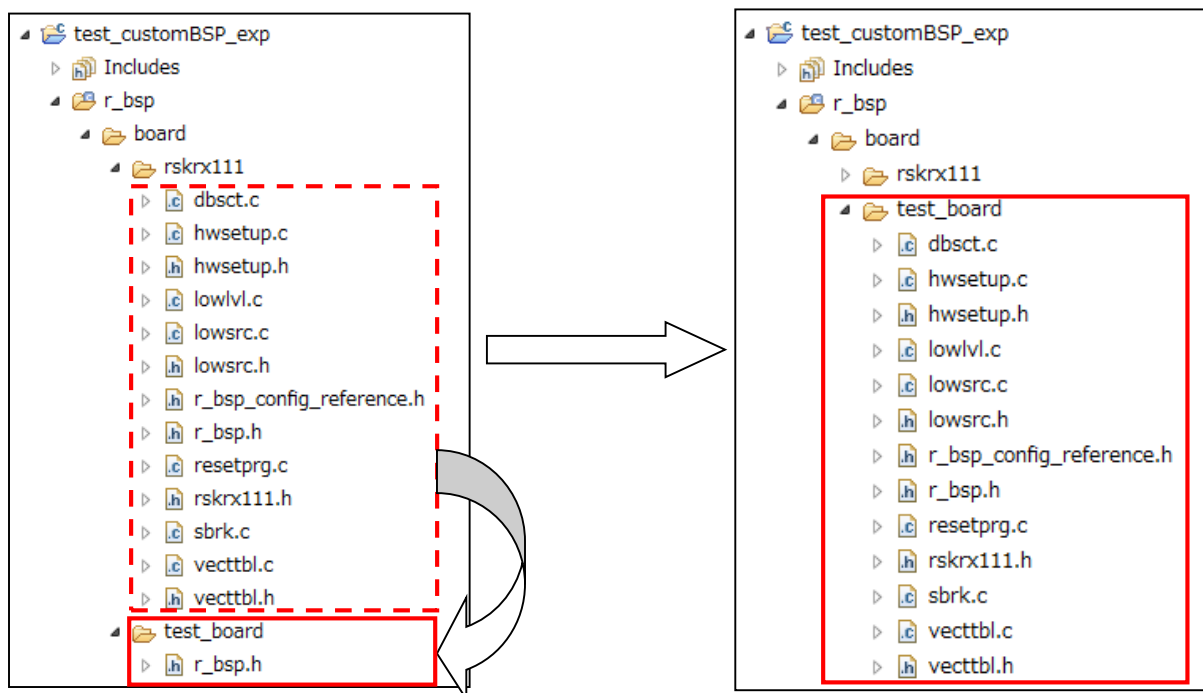 test_customBSP_exp
Includes
r_bsp
board
rskrx111
dbsct.c
hwsetup.c
hwsetup.h
lowlvl.c
lowsrc.c
lowsrc.h
r_bsp_config_reference.h
r_bsp.h
resetprg.c
rskrx111.h
sbrk.c
vecttbl.c
vecttbl.h
test_board
r_bsp.h
test_customBSP_exp
Includes
r_bsp
board
rskrx111
test_board
dbsct.c
hwsetup.c
hwsetup.h
lowlvl.c
lowsrc.c
lowsrc.h
r_bsp_config_reference.h
r_bsp.h
resetprg.c
rskrx111.h
sbrk.c
vecttbl.c
vecttbl.h